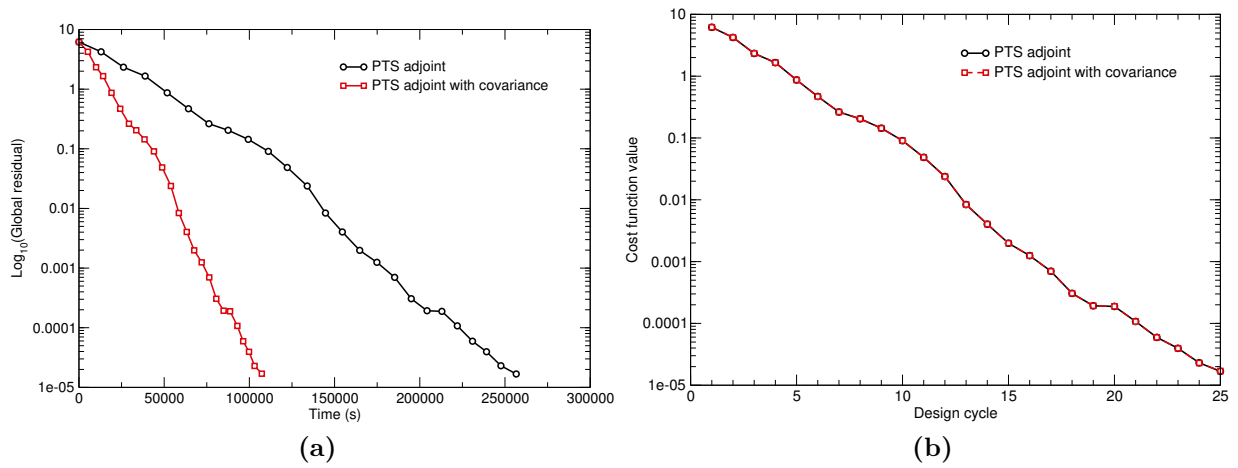 10
1
0.1
0.01
0.001
0.0001
1e-05
Log10(Global residual)
PTS adjoint
PTS adjoint with covariance
0 50000 100000 150000 200000 250000 300000
Time (s)
(a)
10
1
0.1
0.01
0.001
0.0001
1e-05
Cost function value
PTS adjoint
PTS adjoint with covariance
0 5 10 15 20 25
Design cycle
(b)